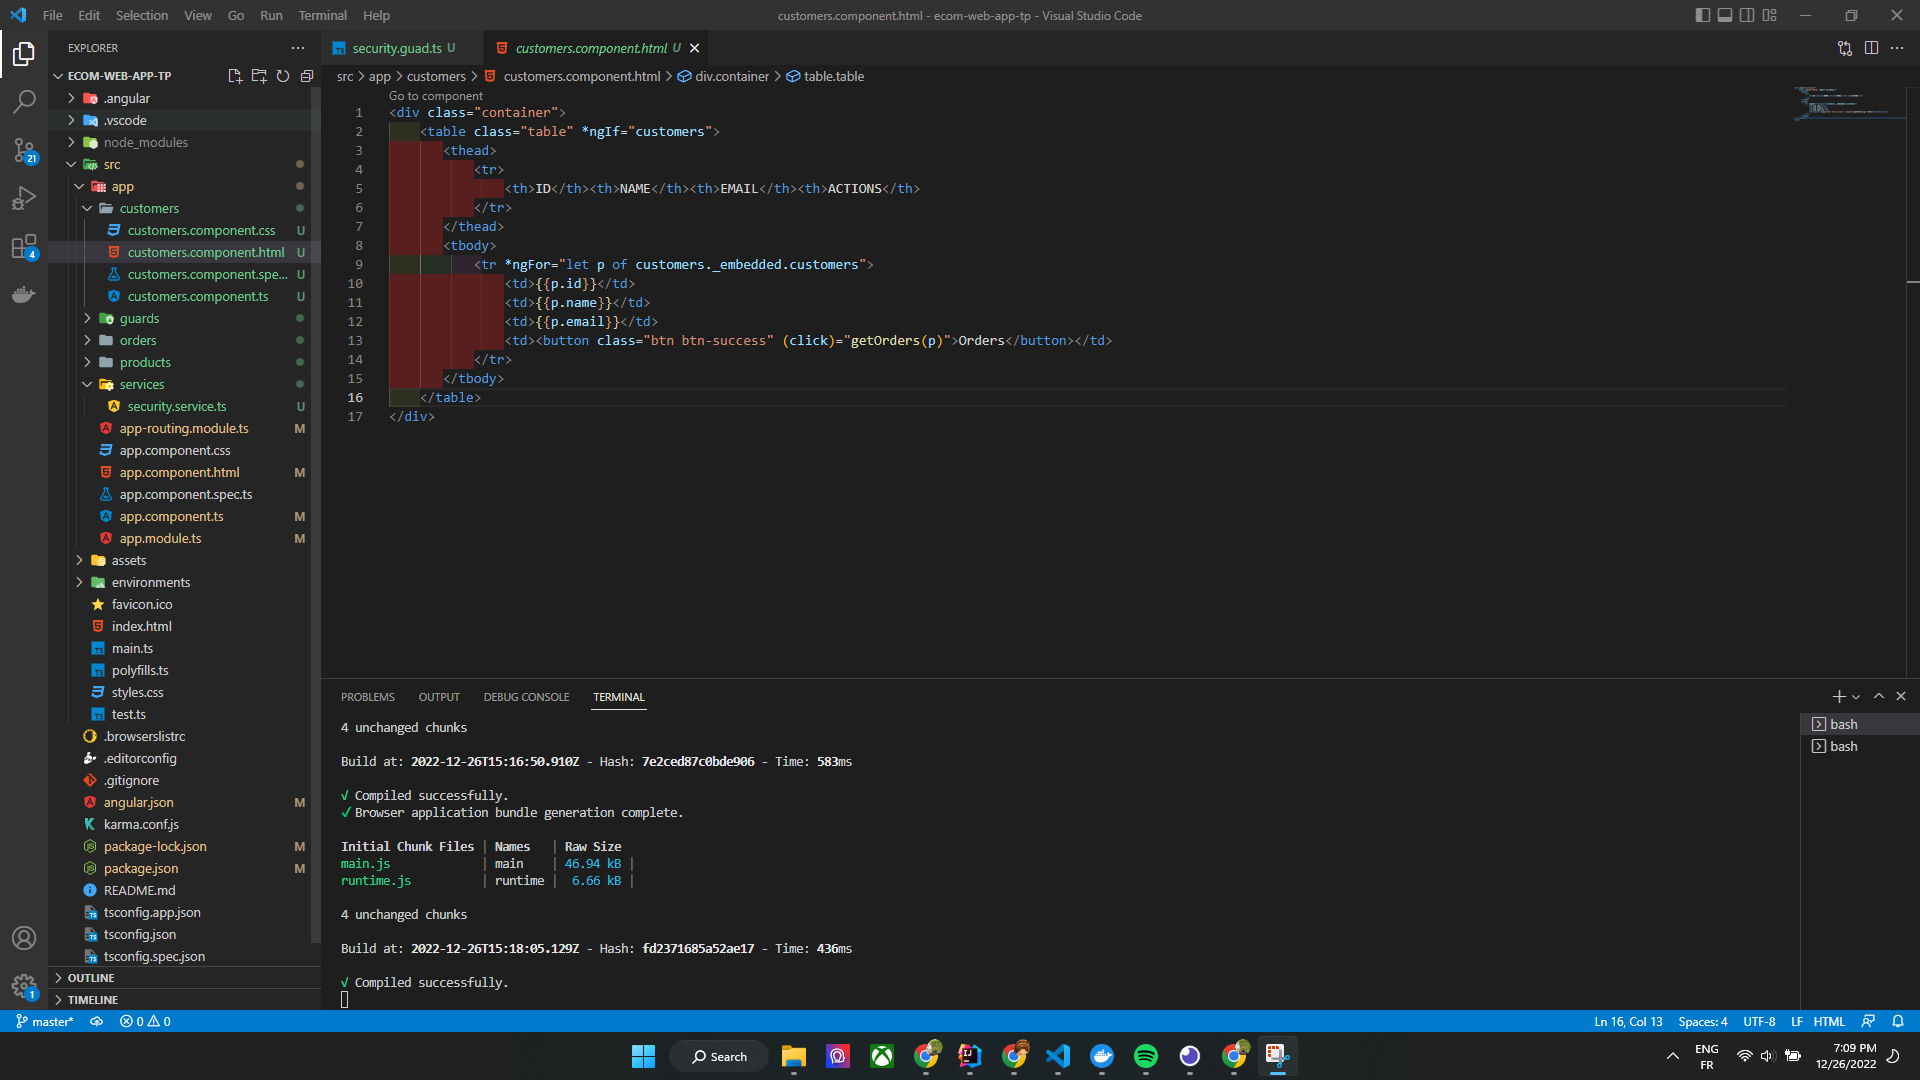 File Edit Selection View Go Run Terminal Help
customers.component.html - ecom-web-app-tp - Visual Studio Code
EXPLORER
ECOM-WEB-APP-TP
.angular
.vscode
node_modules
src
app
customers
customers.component.css U
customers.component.html U
customers.component.spe... U
customers.component.ts U
guards
orders
products
services
security.service.ts U
app-routing.module.ts M
app.component.css
app.component.html M
app.component.spec.ts
app.component.ts M
app.module.ts M
assets
environments
favicon.ico
index.html
main.ts
polyfills.ts
styles.css
test.ts
.browserslistrc
.editorconfig
.gitignore
angular.json M
karma.conf.js
package-lock.json M
package.json M
README.md
tsconfig.app.json
tsconfig.json
tsconfig.spec.json
OUTLINE
TIMELINE
21
4
1
security.guad.ts U
customers.component.html U
src > app > customers > customers.component.html > div.container > table.table
Go to component
1 <div class="container">
2 <table class="table" *ngIf="customers">
3 <thead>
4 <tr>
5 <th>ID</th><th>NAME</th><th>EMAIL</th><th>ACTIONS</th>
6 </tr>
7 </thead>
8 <tbody>
9 <tr *ngFor="let p of customers._embedded.customers">
10 <td>{{p.id}}</td>
11 <td>{{p.name}}</td>
12 <td>{{p.email}}</td>
13 <td><button class="btn btn-success" (click)="getOrders(p)">Orders</button></td>
14 </tr>
15 </tbody>
16 </table>
17 </div>
PROBLEMS OUTPUT DEBUG CONSOLE TERMINAL
4 unchanged chunks
Build at: 2022-12-26T15:16:50.910Z - Hash: 7e2ced87c0bde906 - Time: 583ms
√ Compiled successfully.
✔ Browser application bundle generation complete.
Initial Chunk Files | Names | Raw Size
main.js | main | 46.94 kB |
runtime.js | runtime | 6.66 kB |
4 unchanged chunks
Build at: 2022-12-26T15:18:05.129Z - Hash: fd2371685a52ae17 - Time: 436ms
√ Compiled successfully.
bash
bash
master* 0 0
Ln 16, Col 13 Spaces: 4 UTF-8 LF HTML
Search
ENG
FR
7:09 PM
12/26/2022